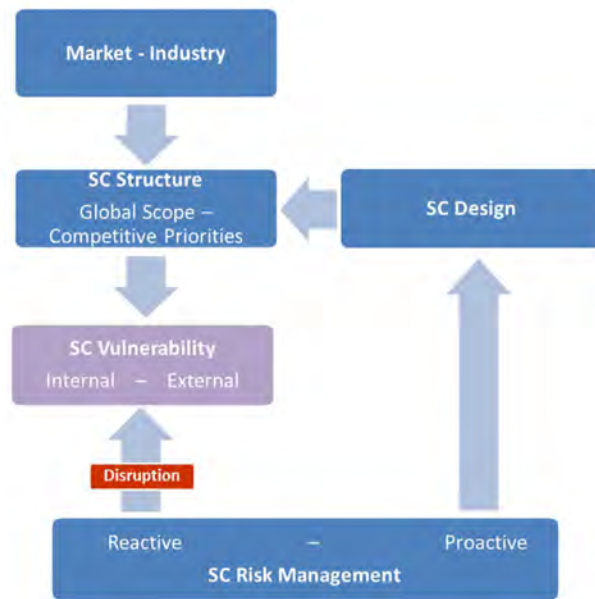 Market - Industry
SC Structure
Global Scope –
Competitive Priorities
SC Design
SC Vulnerability
Internal – External
Disruption
Reactive – Proactive
SC Risk Management